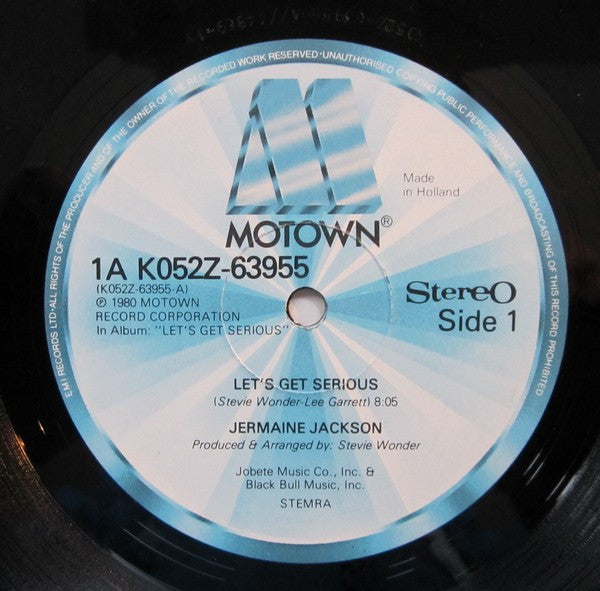 EMI RECORDS LTD·ALL RIGHTS OF THE PRODUCER AND OF THE OWNER OF THE RECORDED WORK RESERVED·UNAUTHORISED COPYING PUBLIC PERFORMANCE AND BROADCASTING OF THIS RECORD PROHIBITED
M
Made
in Holland
MOTOWN®
1A K052Z-63955
(K052Z-63955-A)
℗ 1980 MOTOWN
RECORD CORPORATION
In Album: "LET'S GET SERIOUS"
StereO
Side 1
LET'S GET SERIOUS
(Stevie Wonder-Lee Garrett) 8:05
JERMAINE JACKSON
Produced & Arranged by: Stevie Wonder
Jobete Music Co., Inc. &
Black Bull Music, Inc.
STEMRA